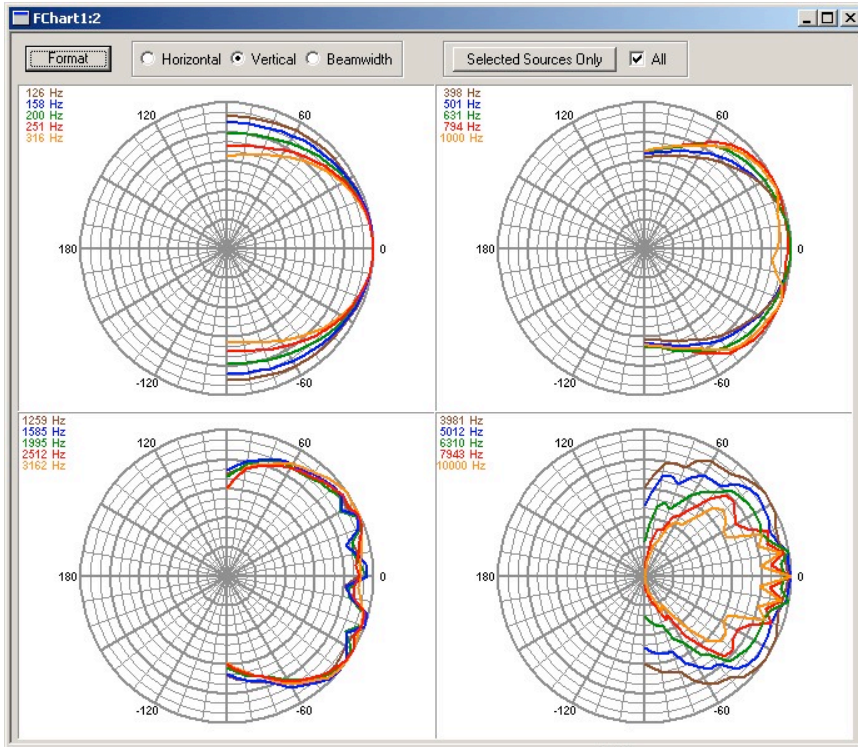 FChart1:2
Format Horizontal Vertical Beamwidth Selected Sources Only All
126 Hz
158 Hz
200 Hz
251 Hz
316 Hz
120 60
180 0
-120 -60
398 Hz
501 Hz
631 Hz
794 Hz
1000 Hz
120 60
180 0
-120 -60
1259 Hz
1585 Hz
1995 Hz
2512 Hz
3162 Hz
120 60
180 0
-120 -60
3981 Hz
5012 Hz
6310 Hz
7943 Hz
10000 Hz
120 60
180 0
-120 -60